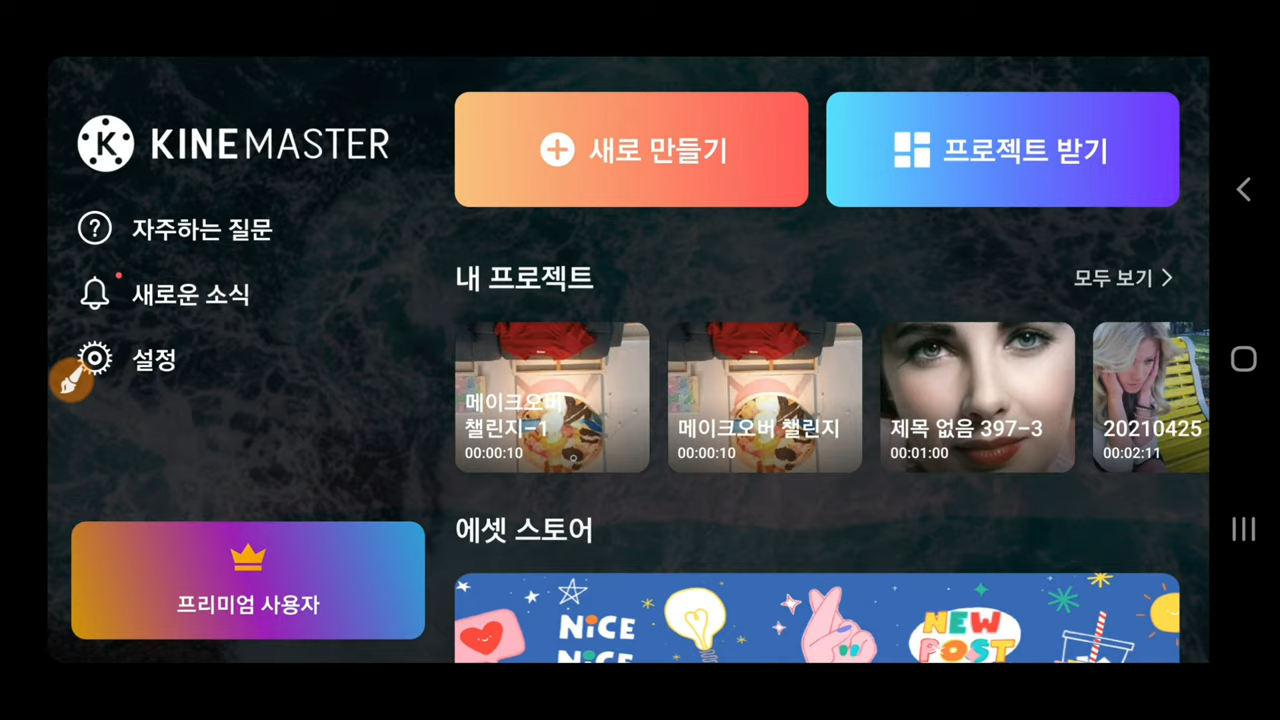 KINEMASTER
자주하는 질문
새로운 소식
설정
프리미엄 사용자
새로 만들기
프로젝트 받기
내 프로젝트
모두 보기
메이크오버
챌린지-1
00:00:10
메이크오버 챌린지
00:00:10
제목 없음 397-3
00:01:00
20210425
00:02:11
에셋 스토어
NiCE
NiCE
NEW
POST